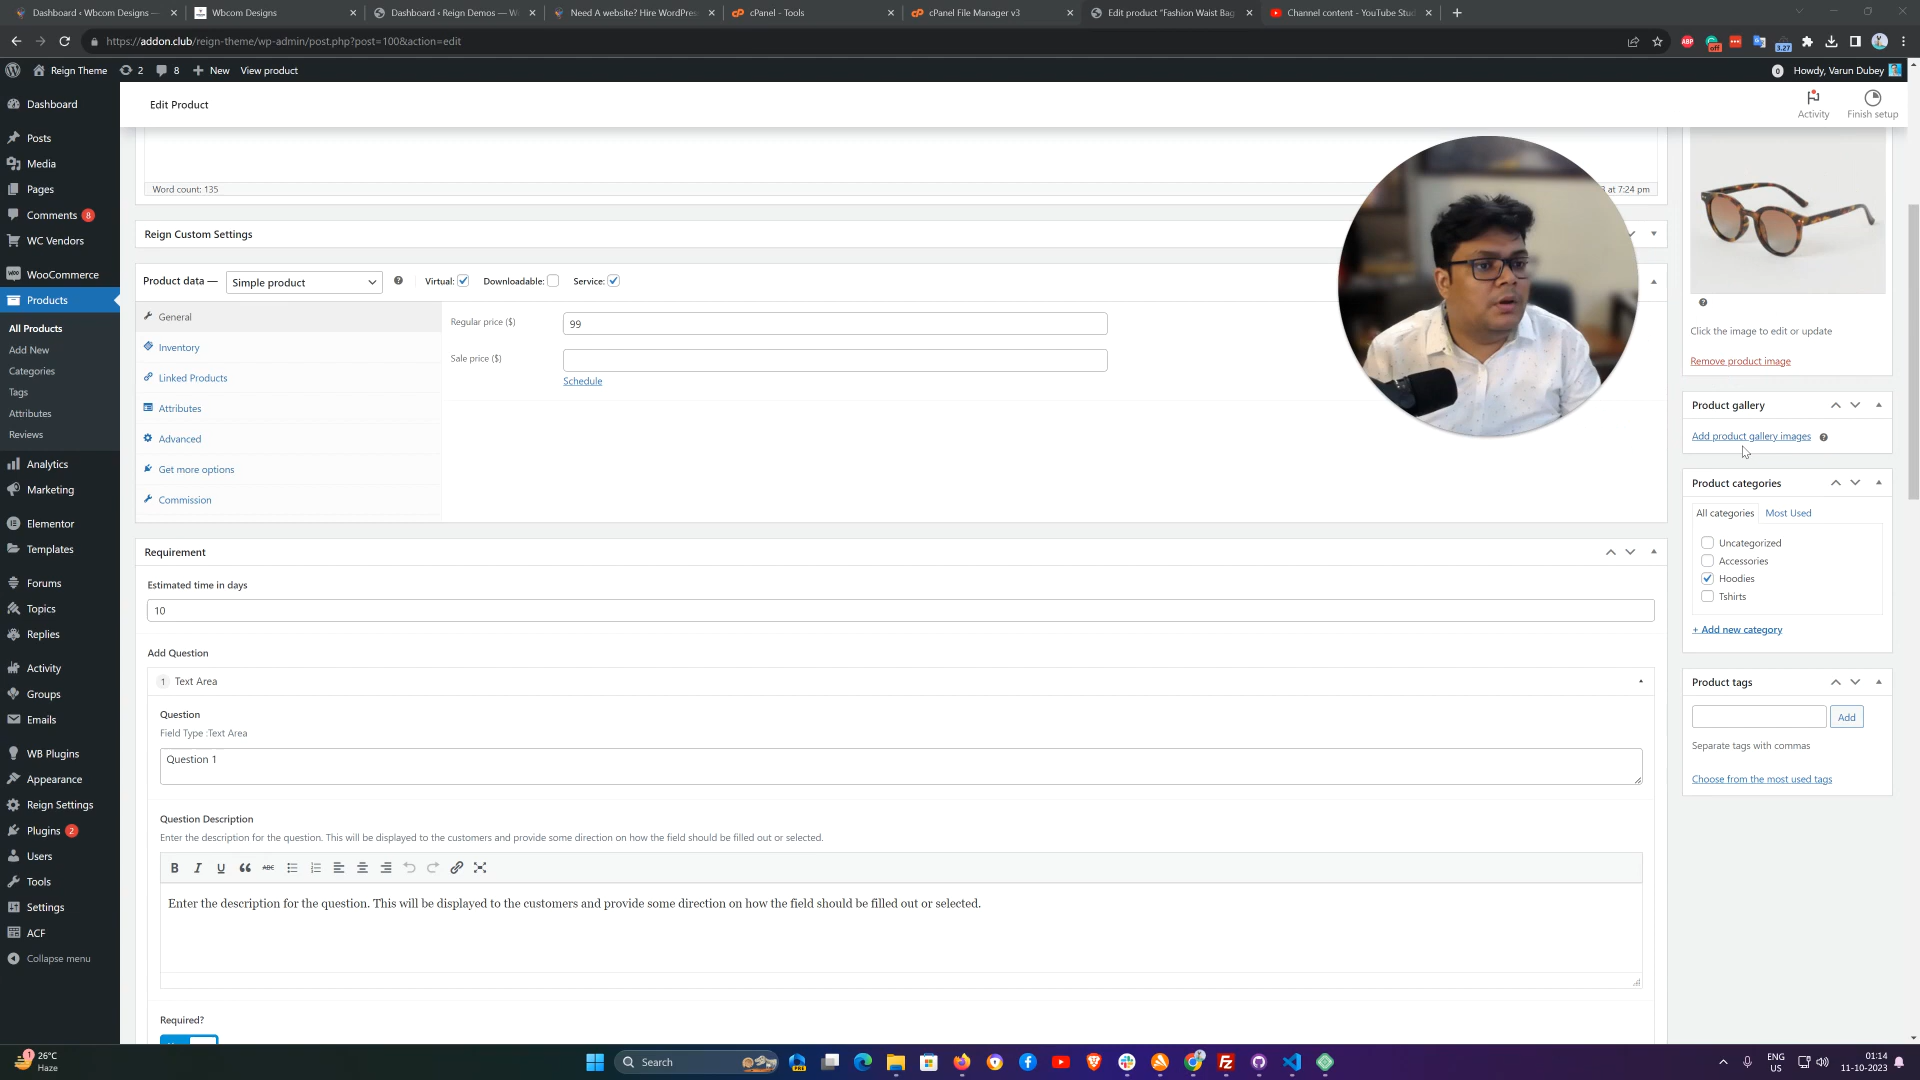 Dashboard ‹ Wbcom Designs —
Wbcom Designs
Dashboard ‹ Reign Demos — W
Need A website? Hire WordPres
cPanel - Tools
cPanel File Manager v3
Edit product "Fashion Waist Bag
Channel content - YouTube Stud
https://addon.club/reign-theme/wp-admin/post.php?post=100&action=edit
ABP
off
3.27
Reign Theme
2
8
New
View product
0
Howdy, Varun Dubey
Dashboard
Posts
Media
Pages
Comments 8
WC Vendors
WooCommerce
Products
All Products
Add New
Categories
Tags
Attributes
Reviews
Analytics
Marketing
Elementor
Templates
Forums
Topics
Replies
Activity
Groups
Emails
WB Plugins
Appearance
Reign Settings
Plugins 2
Users
Tools
Settings
ACF
Collapse menu
Edit Product
Activity
Finish setup
Word count: 135
at 7:24 pm
Reign Custom Settings
Product data —
Simple product
Virtual:
Downloadable:
Service:
General
Inventory
Linked Products
Attributes
Advanced
Get more options
Commission
Regular price ($)
99
Sale price ($)
Schedule
Requirement
Estimated time in days
10
Add Question
1 Text Area
Question
Field Type :Text Area
Question 1
Question Description
Enter the description for the question. This will be displayed to the customers and provide some direction on how the field should be filled out or selected.
B I U ABC
Enter the description for the question. This will be displayed to the customers and provide some direction on how the field should be filled out or selected.
Required?
Click the image to edit or update
Remove product image
Product gallery
Add product gallery images
Product categories
All categories
Most Used
Uncategorized
Accessories
Hoodies
Tshirts
+ Add new category
Product tags
Add
Separate tags with commas
Choose from the most used tags
1
26°C
Haze
Search
ENG
US
01:14
11-10-2023